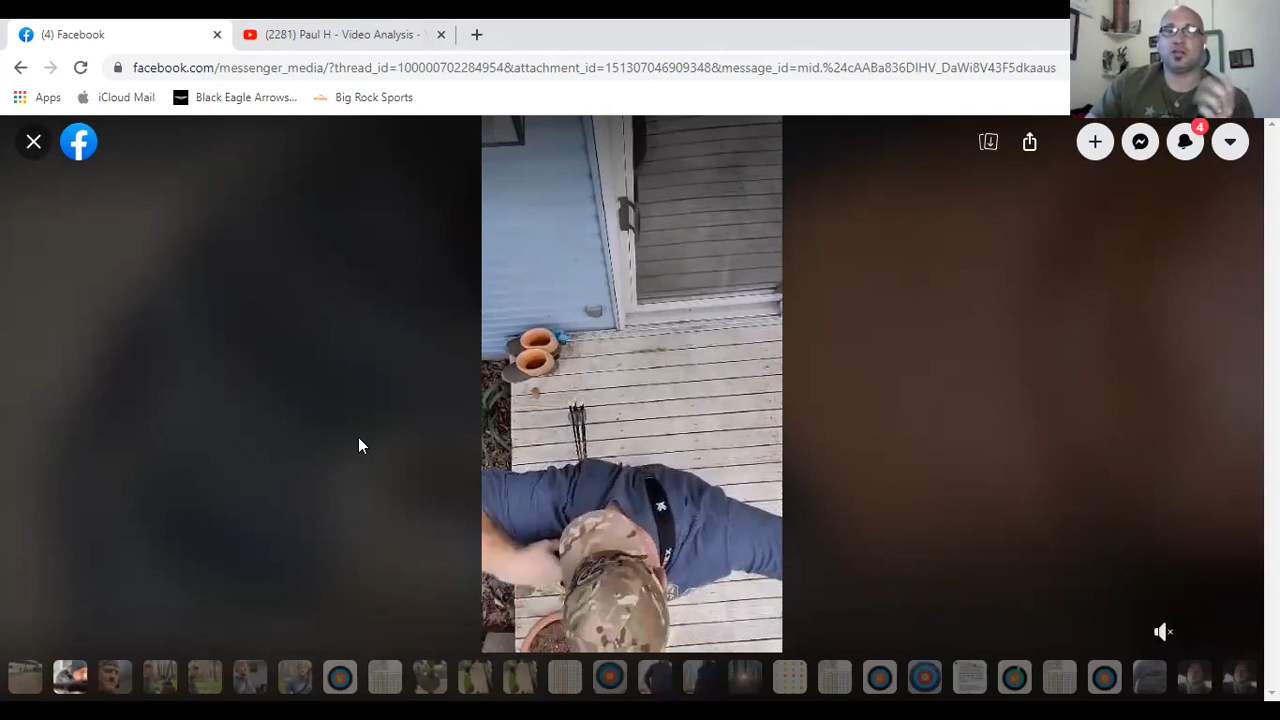 (4) Facebook
(2281) Paul H - Video Analysis -
facebook.com/messenger_media/?thread_id=100000702284954&attachment_id=151307046909348&message_id=mid.%24cAABa836DIHV_DaWi8V43F5dkaaus
Apps
iCloud Mail
Black Eagle Arrows...
Big Rock Sports
4